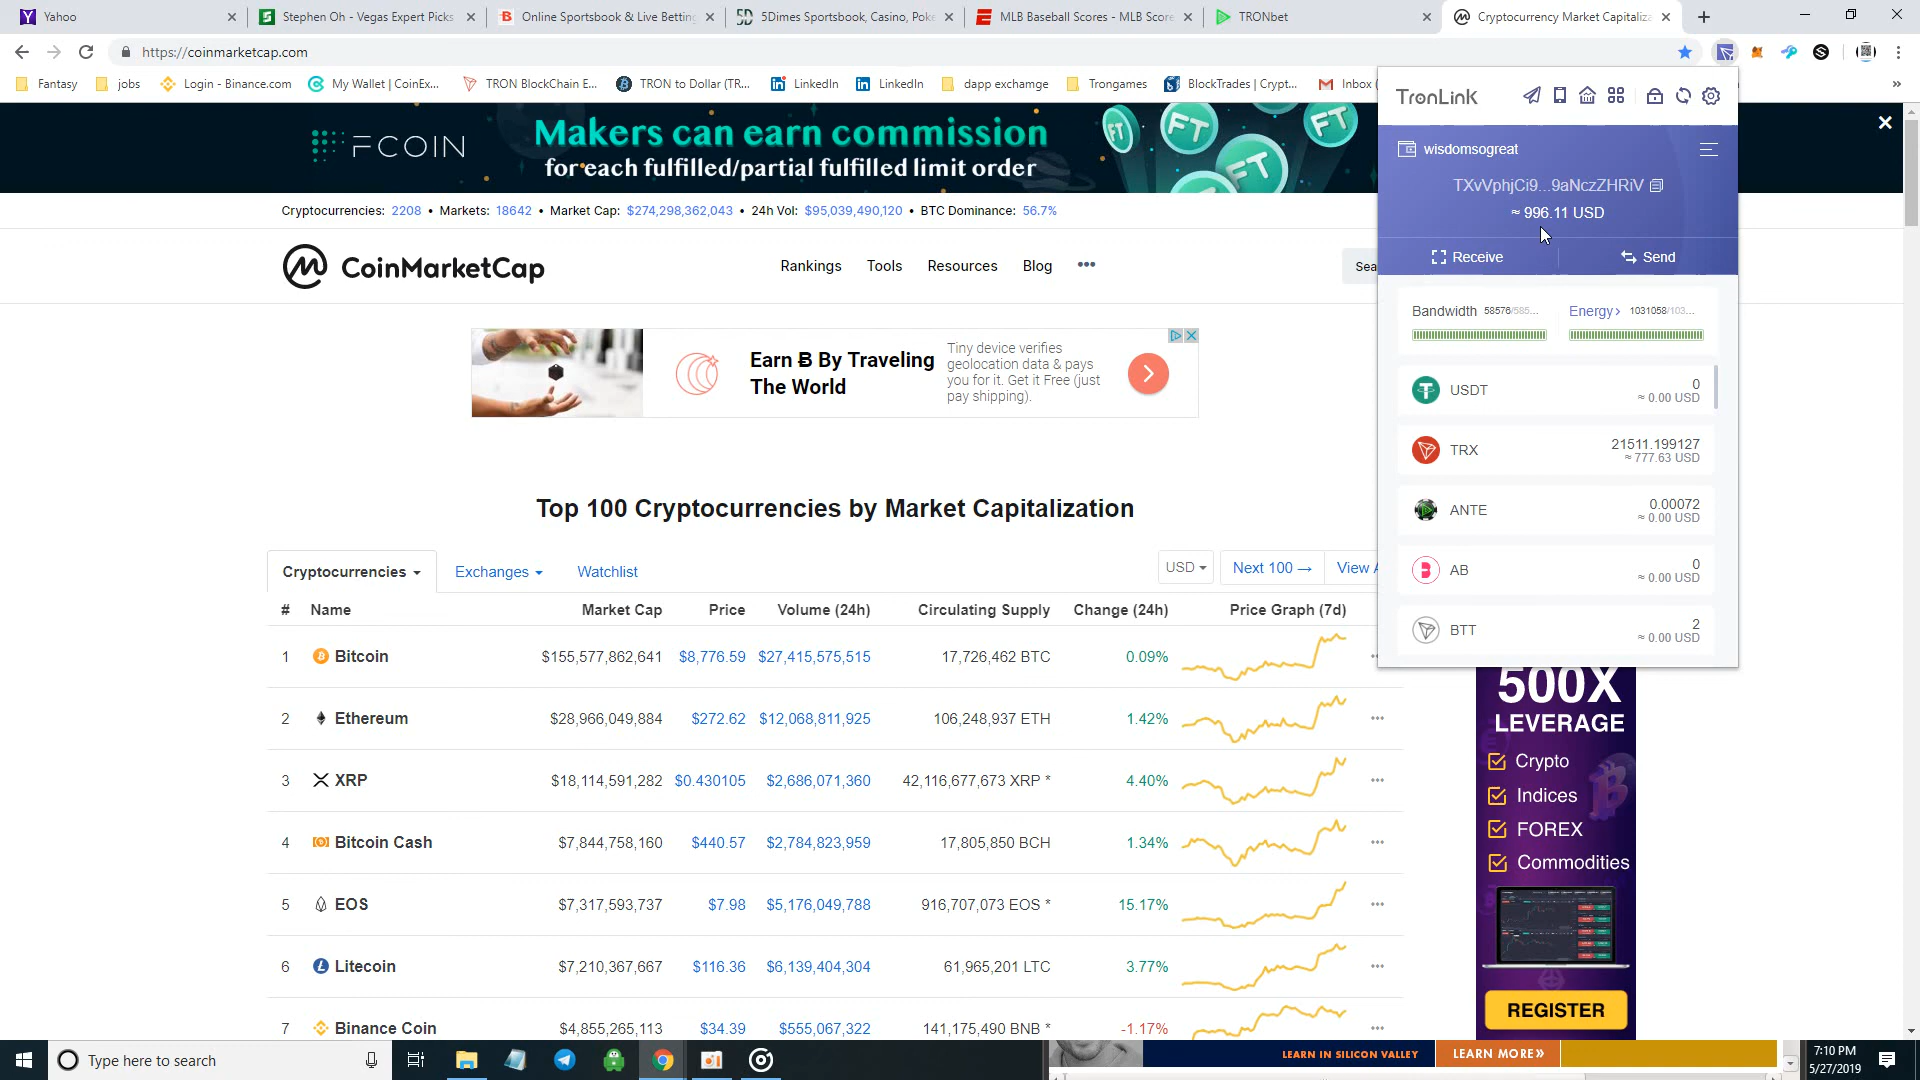 Yahoo
Stephen Oh - Vegas Expert Picks
Online Sportsbook & Live Betting
5Dimes Sportsbook, Casino, Poke
MLB Baseball Scores - MLB Score
TRONbet
Cryptocurrency Market Capitaliza
https://coinmarketcap.com
Fantasy
jobs
Login - Binance.com
My Wallet | CoinEx...
TRON BlockChain E...
TRON to Dollar (TR...
LinkedIn
LinkedIn
dapp exchamge
Trongames
BlockTrades | Crypt...
Inbox
FCOIN
Makers can earn commission
for each fulfilled/partial fulfilled limit order
Cryptocurrencies: 2208 • Markets: 18642 • Market Cap: $274,298,362,043 • 24h Vol: $95,039,490,120 • BTC Dominance: 56.7%
CoinMarketCap
Rankings
Tools
Resources
Blog
Sea
Earn Ƀ By Traveling
The World
Tiny device verifies
geolocation data & pays
you for it. Get it Free (just
pay shipping).
Top 100 Cryptocurrencies by Market Capitalization
Cryptocurrencies
Exchanges
Watchlist
USD
Next 100 →
View A
# Name Market Cap Price Volume (24h) Circulating Supply Change (24h) Price Graph (7d)
1 Bitcoin $155,577,862,641 $8,776.59 $27,415,575,515 17,726,462 BTC 0.09%
2 Ethereum $28,966,049,884 $272.62 $12,068,811,925 106,248,937 ETH 1.42%
3 XRP $18,114,591,282 $0.430105 $2,686,071,360 42,116,677,673 XRP * 4.40%
4 Bitcoin Cash $7,844,758,160 $440.57 $2,784,823,959 17,805,850 BCH 1.34%
5 EOS $7,317,593,737 $7.98 $5,176,049,788 916,707,073 EOS * 15.17%
6 Litecoin $7,210,367,667 $116.36 $6,139,404,304 61,965,201 LTC 3.77%
7 Binance Coin $4,855,265,113 $34.39 $555,067,322 141,175,490 BNB * -1.17%
TronLink
wisdomsogreat
TXvVphjCi9...9aNczZHRiV
≈ 996.11 USD
Receive
Send
Bandwidth 58576/585...
Energy> 1031058/103...
USDT 0
≈ 0.00 USD
TRX 21511.199127
≈ 777.63 USD
ANTE 0.00072
≈ 0.00 USD
AB 0
≈ 0.00 USD
BTT 2
≈ 0.00 USD
500X
LEVERAGE
Crypto
Indices
FOREX
Commodities
REGISTER
LEARN IN SILICON VALLEY
LEARN MORE»
Type here to search
7:10 PM
5/27/2019